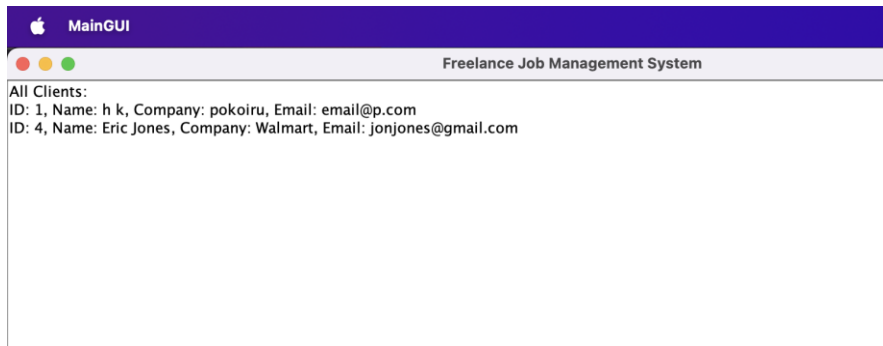 MainGUI
Freelance Job Management System
All Clients:
ID: 1, Name: h k, Company: pokoiru, Email: email@p.com
ID: 4, Name: Eric Jones, Company: Walmart, Email: jonjones@gmail.com